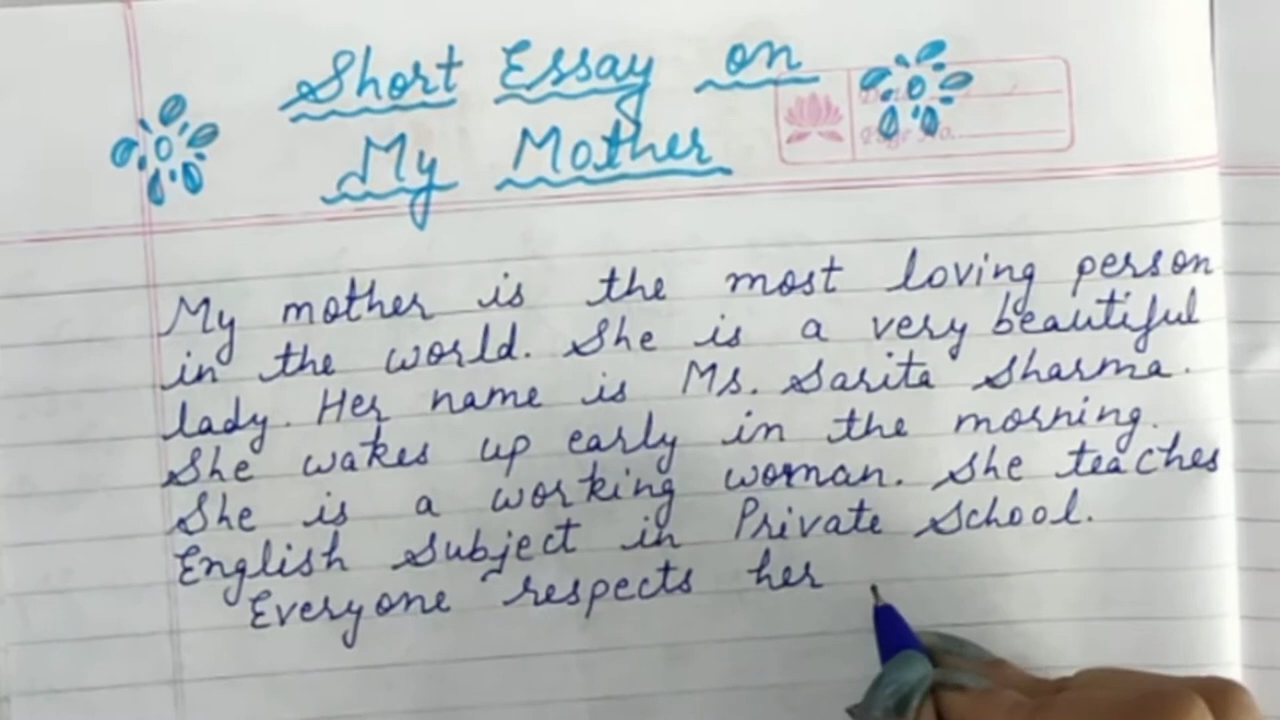 Short Essay on
My Mother
Page No.
My mother is the most loving person
in the world. She is a very beautiful
lady. Her name is Ms. Sarita Sharma.
She wakes up early in the morning.
She is a working woman. She teaches
English Subject in Private School.
Everyone respects her